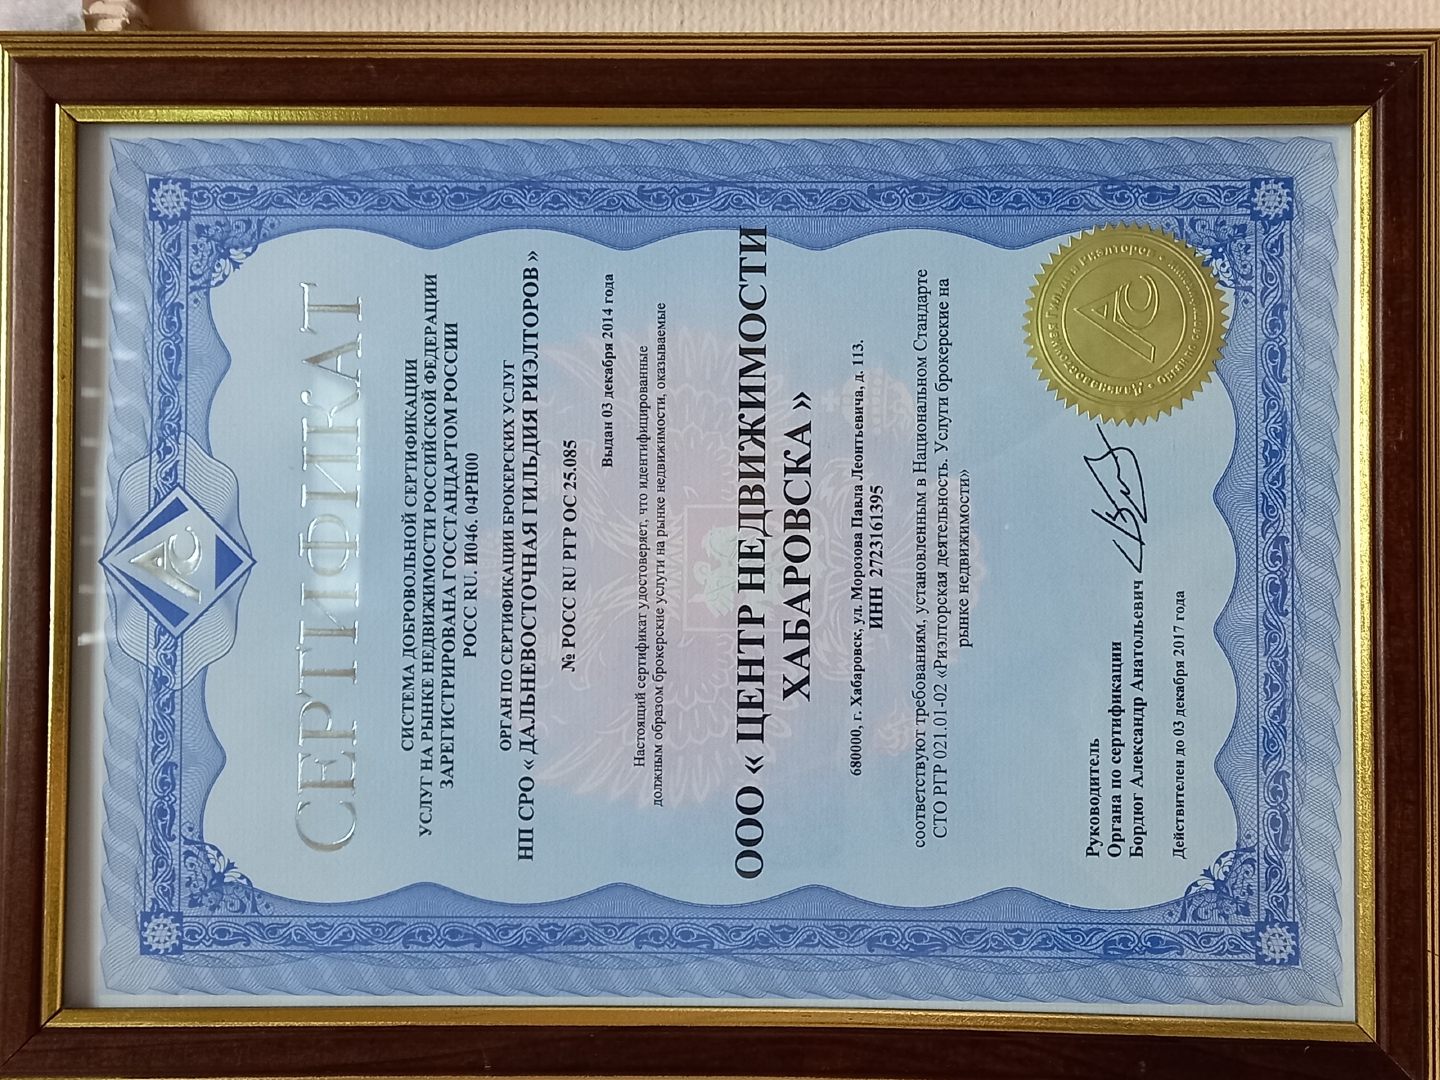 СЕРТИФИКАТ
СИСТЕМА ДОБРОВОЛЬНОЙ СЕРТИФИКАЦИИ
УСЛУГ НА РЫНКЕ НЕДВИЖИМОСТИ РОССИЙСКОЙ ФЕДЕРАЦИИ
ЗАРЕГИСТРИРОВАНА ГОССТАНДАРТОМ РОССИИ
РОСС RU. И046. 04РН00
ОРГАН ПО СЕРТИФИКАЦИИ БРОКЕРСКИХ УСЛУГ
НП СРО « ДАЛЬНЕВОСТОЧНАЯ ГИЛЬДИЯ РИЭЛТОРОВ »
№ РОСС RU РГР ОС 25.085
Выдан 03 декабря 2014 года
Настоящий сертификат удостоверяет, что идентифицированные
должным образом брокерские услуги на рынке недвижимости, оказываемые
ООО « ЦЕНТР НЕДВИЖИМОСТИ
ХАБАРОВСКА »
680000, г. Хабаровск, ул. Морозова Павла Леонтьевича, д. 113.
ИНН 2723161395
соответствуют требованиям, установленным в Национальном Стандарте
СТО РГР 021.01-02 «Риэлторская деятельность. Услуги брокерские на
рынке недвижимости»
Руководитель
Органа по сертификации
Бордюг Александр Анатольевич
Действителен до 03 декабря 2017 года
Дальневосточная Гильдия Риэлторов